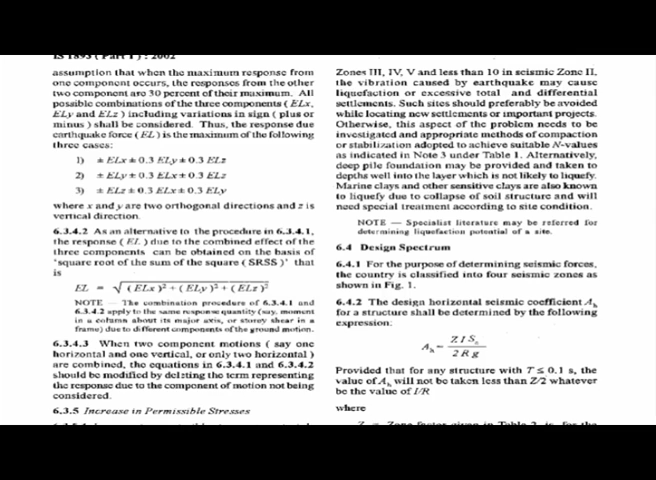 IS 1893 ( Part 1 ) : 2002
assumption that when the maximum response from
one component occurs, the responses from the other
two component are 30 percent of their maximum. All
possible combinations of the three components ( ELx,
ELy and ELz ) including variations in sign ( plus or
minus ) shall be considered. Thus, the response due
earthquake force ( EL ) is the maximum of the following
three cases:
1) ± ELx ± 0.3 ELy ± 0.3 ELz
2) ± ELy ± 0.3 ELx ± 0.3 ELz
3) ± ELz ± 0.3 ELx ± 0.3 ELy
where x and y are two orthogonal directions and z is
vertical direction.
6.3.4.2 As an alternative to the procedure in 6.3.4.1,
the response ( EL ) due to the combined effect of the
three components can be obtained on the basis of
‘square root of the sum of the square ( SRSS )’ that
is
EL = √( ELx )² + ( ELy )² + ( ELz )²
NOTE — The combination procedure of 6.3.4.1 and
6.3.4.2 apply to the same response quantity (say, moment
in a column about its major axis, or storey shear in a
frame) due to different components of the ground motion.
6.3.4.3 When two component motions ( say one
horizontal and one vertical, or only two horizontal )
are combined, the equations in 6.3.4.1 and 6.3.4.2
should be modified by deleting the term representing
the response due to the component of motion not being
considered.
6.3.5 Increase in Permissible Stresses
Zones III, IV, V and less than 10 in seismic Zone II,
the vibration caused by earthquake may cause
liquefaction or excessive total and differential
settlements. Such sites should preferably be avoided
while locating new settlements or important projects.
Otherwise, this aspect of the problem needs to be
investigated and appropriate methods of compaction
or stabilization adopted to achieve suitable N-values
as indicated in Note 3 under Table 1. Alternatively,
deep pile foundation may be provided and taken to
depths well into the layer which is not likely to liquefy.
Marine clays and other sensitive clays are also known
to liquefy due to collapse of soil structure and will
need special treatment according to site condition.
NOTE — Specialist literature may be referred for
determining liquefaction potential of a site.
6.4 Design Spectrum
6.4.1 For the purpose of determining seismic forces,
the country is classified into four seismic zones as
shown in Fig. 1.
6.4.2 The design horizontal seismic coefficient Ah
for a structure shall be determined by the following
expression:
Ah = Z I Sa / 2 R g
Provided that for any structure with T ≤ 0.1 s, the
value of Ah will not be taken less than Z/2 whatever
be the value of I/R
where
Z = Zone factor given in Table 2, is for the